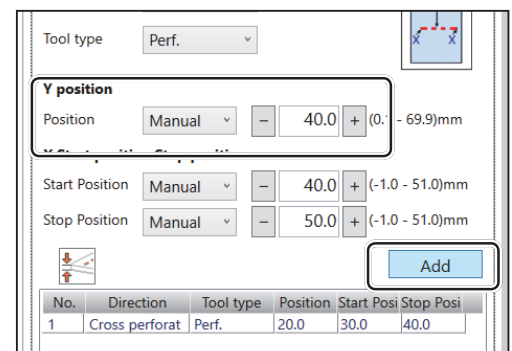 Tool type Perf.
X X
Y position
Position Manual - 40.0 + (0.1 - 69.9)mm
Start Position Manual - 40.0 + (-1.0 - 51.0)mm
Stop Position Manual - 50.0 + (-1.0 - 51.0)mm
Add
No. Direction Tool type Position Start Posi Stop Posi
1 Cross perforat Perf. 20.0 30.0 40.0